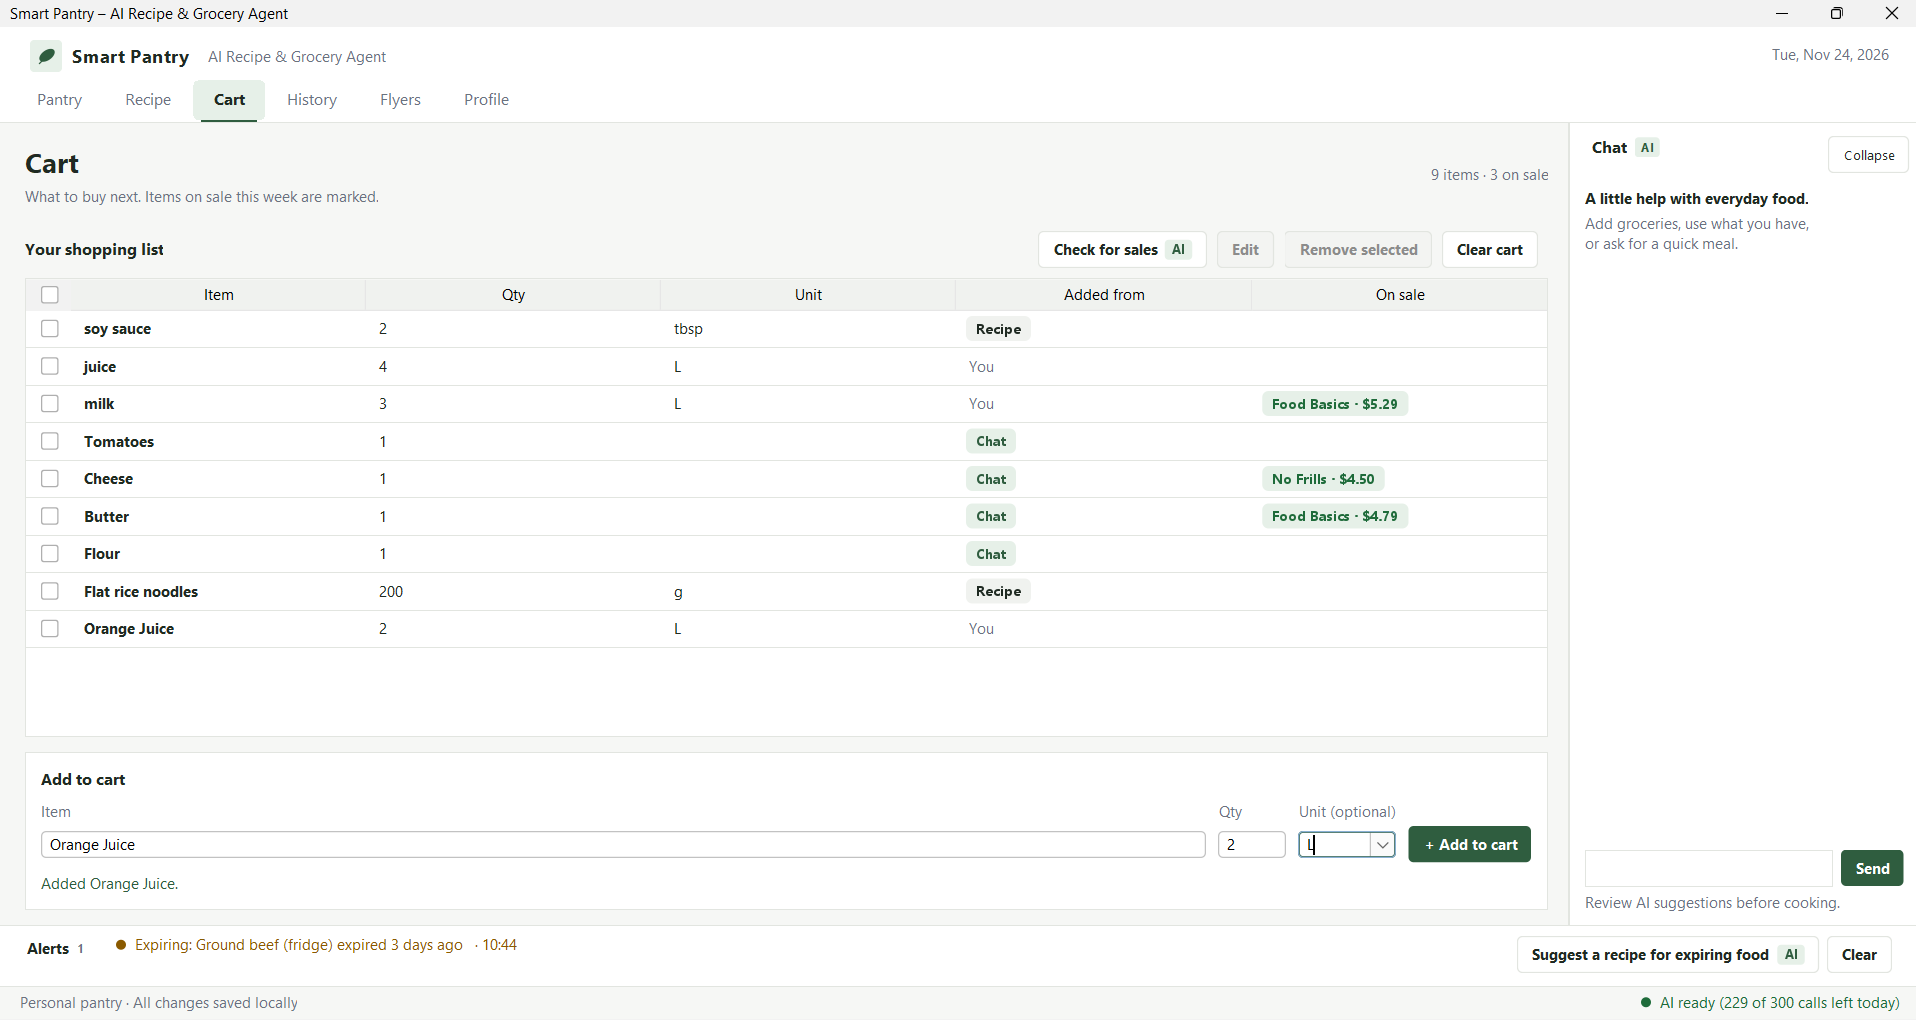 Smart Pantry – AI Recipe & Grocery Agent
Smart Pantry AI Recipe & Grocery Agent
Tue, Nov 24, 2026
Pantry Recipe Cart History Flyers Profile
Cart
What to buy next. Items on sale this week are marked.
9 items · 3 on sale
Your shopping list
Check for sales AI Edit Remove selected Clear cart
Item Qty Unit Added from On sale
soy sauce 2 tbsp Recipe
juice 4 L You
milk 3 L You Food Basics · $5.29
Tomatoes 1 Chat
Cheese 1 Chat No Frills · $4.50
Butter 1 Chat Food Basics · $4.79
Flour 1 Chat
Flat rice noodles 200 g Recipe
Orange Juice 2 L You
Add to cart
Item Qty Unit (optional)
Orange Juice 2 L + Add to cart
Added Orange Juice.
Chat AI Collapse
A little help with everyday food.
Add groceries, use what you have,
or ask for a quick meal.
Send
Review AI suggestions before cooking.
Alerts 1 Expiring: Ground beef (fridge) expired 3 days ago · 10:44
Suggest a recipe for expiring food AI Clear
Personal pantry · All changes saved locally
AI ready (229 of 300 calls left today)